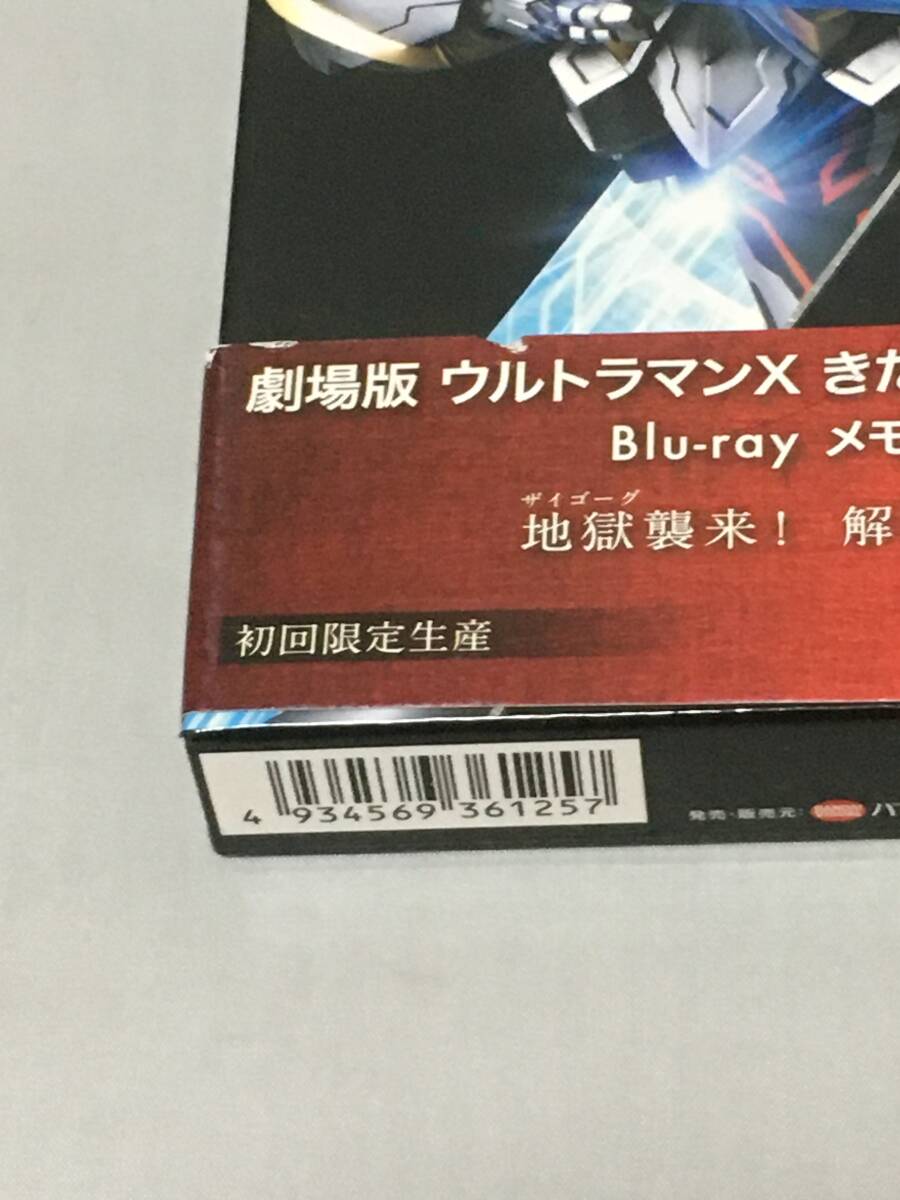 劇場版 ウルトラマンX きた
Blu-ray メモ
ザイゴーグ
地獄襲来! 解
初回限定生産
4 934569 361257
発売・販売元: